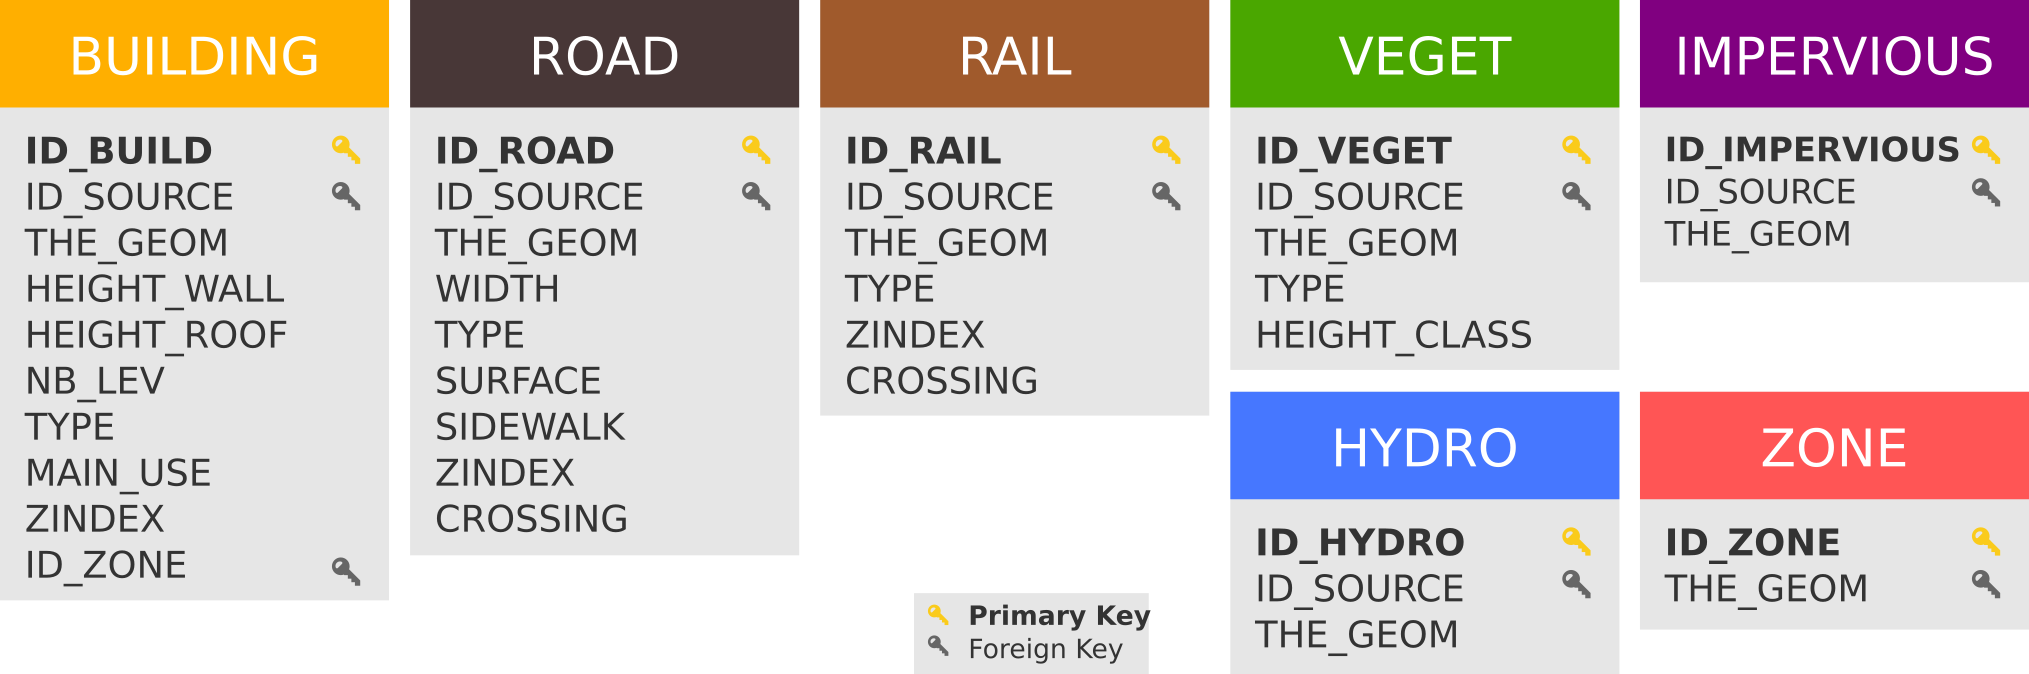 BUILDING
ID_BUILD
ID_SOURCE
THE_GEOM
HEIGHT_WALL
HEIGHT_ROOF
NB_LEV
TYPE
MAIN_USE
ZINDEX
ID_ZONE
ROAD
ID_ROAD
ID_SOURCE
THE_GEOM
WIDTH
TYPE
SURFACE
SIDEWALK
ZINDEX
CROSSING
RAIL
ID_RAIL
ID_SOURCE
THE_GEOM
TYPE
ZINDEX
CROSSING
VEGET
ID_VEGET
ID_SOURCE
THE_GEOM
TYPE
HEIGHT_CLASS
IMPERVIOUS
ID_IMPERVIOUS
ID_SOURCE
THE_GEOM
HYDRO
ID_HYDRO
ID_SOURCE
THE_GEOM
ZONE
ID_ZONE
THE_GEOM
Primary Key
Foreign Key